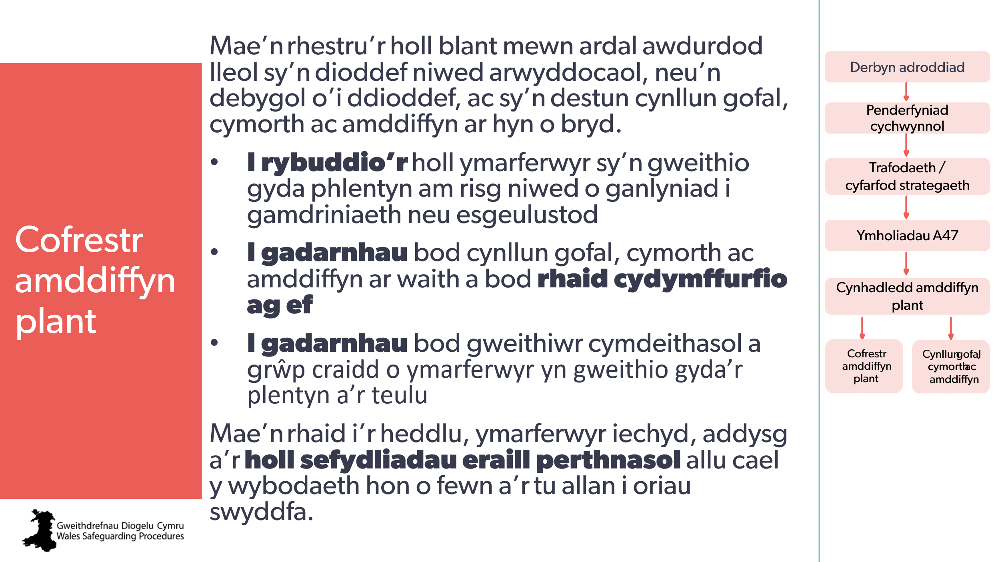 Cofrestr
amddiffyn
plant
Mae'n rhestru'r holl blant mewn ardal awdurdod
lleol sy'n dioddef niwed arwyddocaol, neu'n
debygol o'i ddioddef, ac sy'n destun cynllun gofal,
cymorth ac amddiffyn ar hyn o bryd.
• I rybuddio'r holl ymarferwyr sy'n gweithio
gyda phlentyn am risg niwed o ganlyniad i
gamdriniaeth neu esgeulustod
• I gadarnhau bod cynllun gofal, cymorth ac
amddiffyn ar waith a bod rhaid cydymffurfio
ag ef
• I gadarnhau bod gweithiwr cymdeithasol a
grŵp craidd o ymarferwyr yn gweithio gyda'r
plentyn a'r teulu
Mae'n rhaid i'r heddlu, ymarferwyr iechyd, addysg
a'r holl sefydliadau eraill perthnasol allu cael
y wybodaeth hon o fewn a'r tu allan i oriau
swyddfa.
Derbyn adroddiad
Penderfyniad
cychwynnol
Trafodaeth /
cyfarfod strategaeth
Ymholiadau A47
Cynhadledd amddiffyn
plant
Cofrestr
amddiffyn
plant
Cynllun gofal,
cymorth ac
amddiffyn
Gweithdrefnau Diogelu Cymru
Wales Safeguarding Procedures